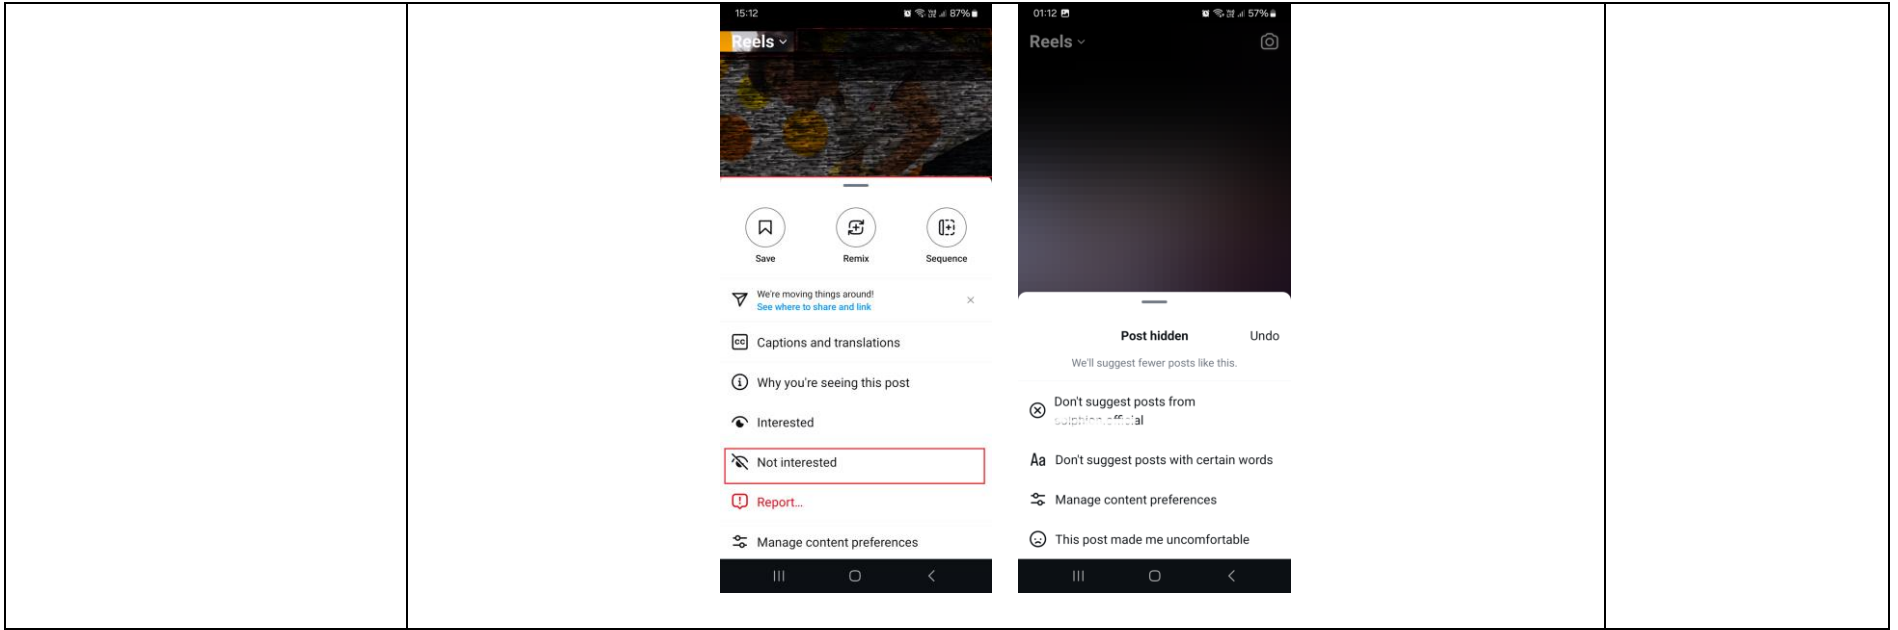 15:12
87%
Reels
Save
Remix
Sequence
We're moving things around!
See where to share and link
Captions and translations
Why you're seeing this post
Interested
Not interested
Report...
Manage content preferences
01:12
57%
Reels
Post hidden
Undo
We'll suggest fewer posts like this.
Don't suggest posts from
Aa Don't suggest posts with certain words
Manage content preferences
This post made me uncomfortable